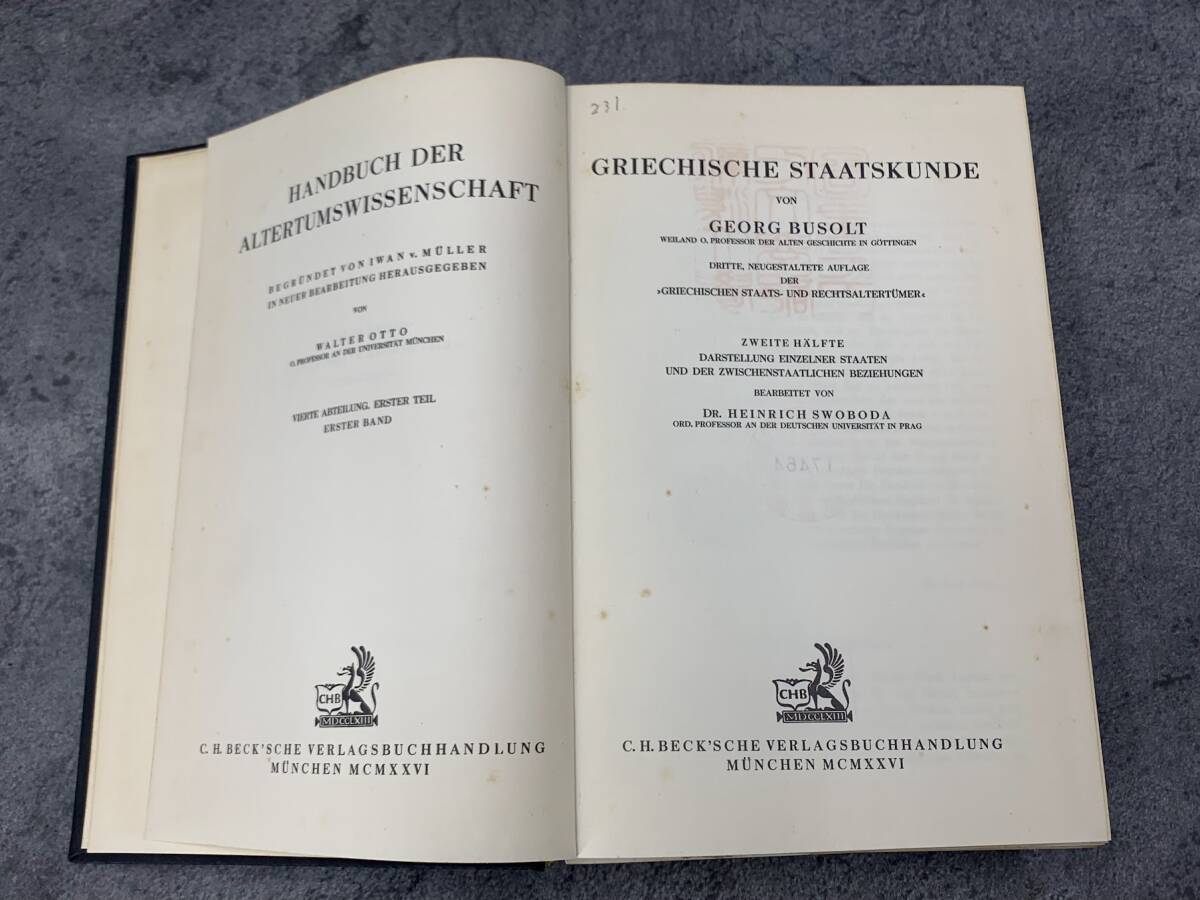 HANDBUCH DER
ALTERTUMSWISSENSCHAFT
BEGRÜNDET VON IWAN v. MÜLLER
IN NEUER BEARBEITUNG HERAUSGEGEBEN
VON
WALTER OTTO
O. PROFESSOR AN DER UNIVERSITÄT MÜNCHEN
VIERTE ABTEILUNG. ERSTER TEIL
ERSTER BAND
CHB
MDCCLXIII
C. H. BECK'SCHE VERLAGSBUCHHANDLUNG
MÜNCHEN MCMXXVI
231.
GRIECHISCHE STAATSKUNDE
VON
GEORG BUSOLT
WEILAND O. PROFESSOR DER ALTEN GESCHICHTE IN GÖTTINGEN
DRITTE, NEUGESTALTETE AUFLAGE
DER
›GRIECHISCHEN STAATS- UND RECHTSALTERTÜMER‹
ZWEITE HÄLFTE
DARSTELLUNG EINZELNER STAATEN
UND DER ZWISCHENSTAATLICHEN BEZIEHUNGEN
BEARBEITET VON
DR. HEINRICH SWOBODA
ORD. PROFESSOR AN DER DEUTSCHEN UNIVERSITÄT IN PRAG
17461
CHB
MDCCLXIII
C. H. BECK'SCHE VERLAGSBUCHHANDLUNG
MÜNCHEN MCMXXVI